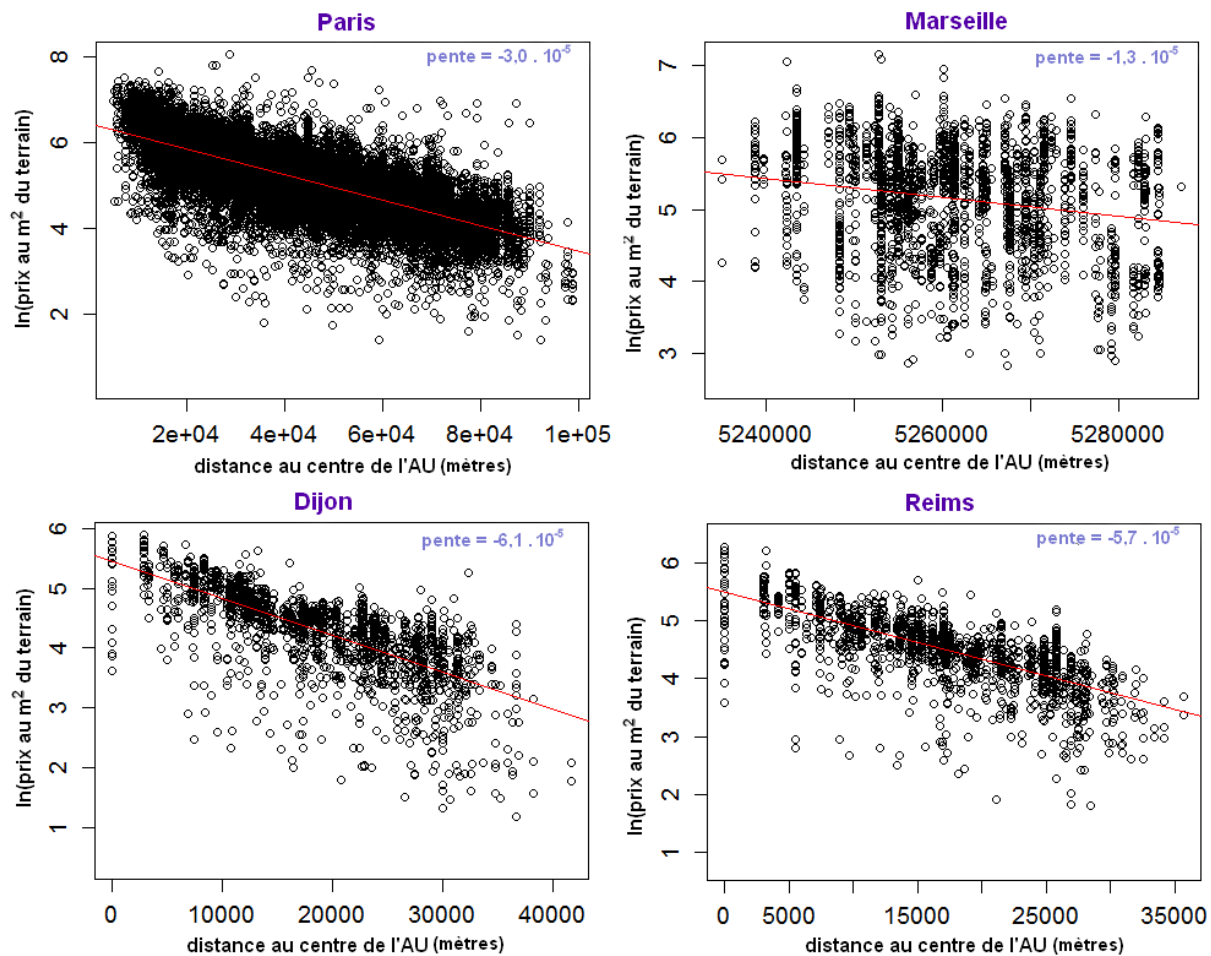 Paris
pente = -3,0 . 10⁻⁵
ln(prix au m² du terrain)
8
6
4
2
2e+04 4e+04 6e+04 8e+04 1e+05
distance au centre de l'AU (mètres)
Marseille
pente = -1,3 . 10⁻⁵
ln(prix au m² du terrain)
7
6
5
4
3
5240000 5260000 5280000
distance au centre de l'AU (mètres)
Dijon
pente = -6,1 . 10⁻⁵
ln(prix au m² du terrain)
6
5
4
3
2
1
0 10000 20000 30000 40000
distance au centre de l'AU (mètres)
Reims
pente = -5,7 . 10⁻⁵
ln(prix au m² du terrain)
6
5
4
3
2
1
0 5000 15000 25000 35000
distance au centre de l'AU (mètres)